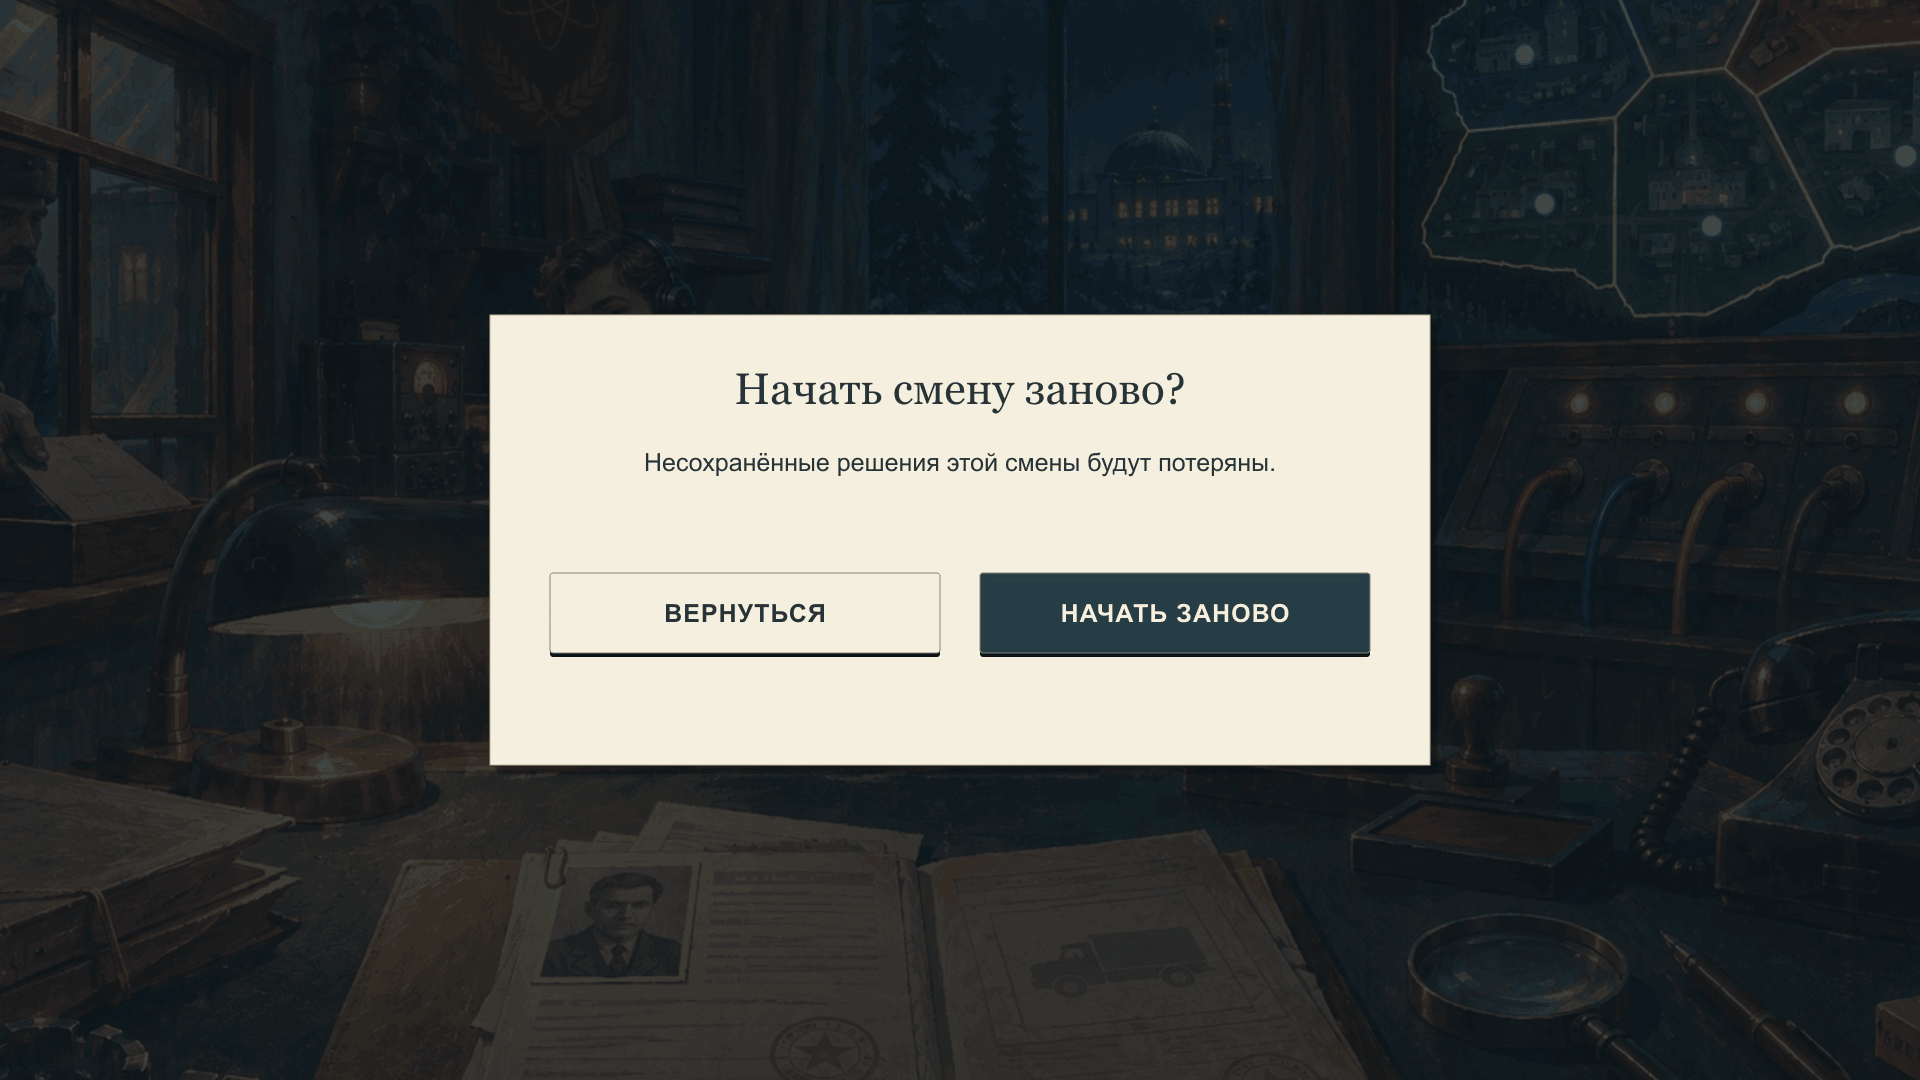 Начать смену заново?
Несохранённые решения этой смены будут потеряны.
ВЕРНУТЬСЯ
НАЧАТЬ ЗАНОВО